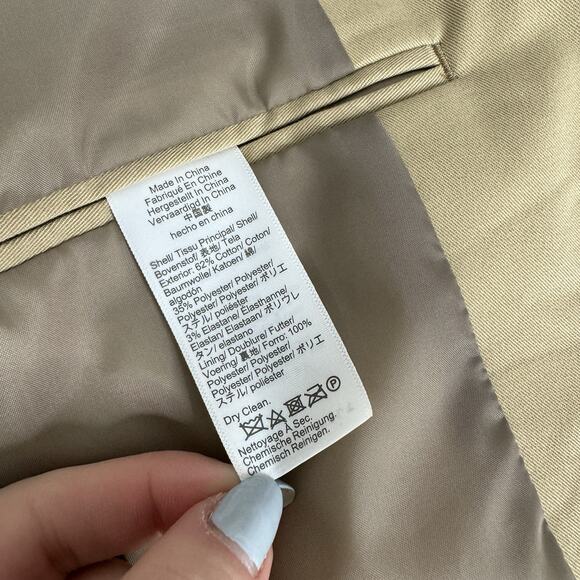 Made In China
Fabriqué En Chine
Hergestellt In China
Vervaardigd In China
中国製
hecho en china
Shell/ Tissu Principal/ Shell/
Bovenstof/ 表地/ Tela
Exterior: 62% Cotton/ Coton/
Baumwolle/ Katoen/ 綿/
algodón
35% Polyester/ Polyester/
Polyester/ Polyester/ ポリエ
ステル/ poliéster
3% Elastane/ Elasthanne/
Elastan/ Elastaan/ ポリウレ
タン/ elastano
Lining/ Doublure/ Futter/
Voering/ 裏地/ Forro: 100%
Polyester/ Polyester/
Polyester/ Polyester/ ポリエ
ステル/ poliéster
Dry Clean.
P
Nettoyage À Sec.
Chemische Reinigung.
Chemisch Reinigen.